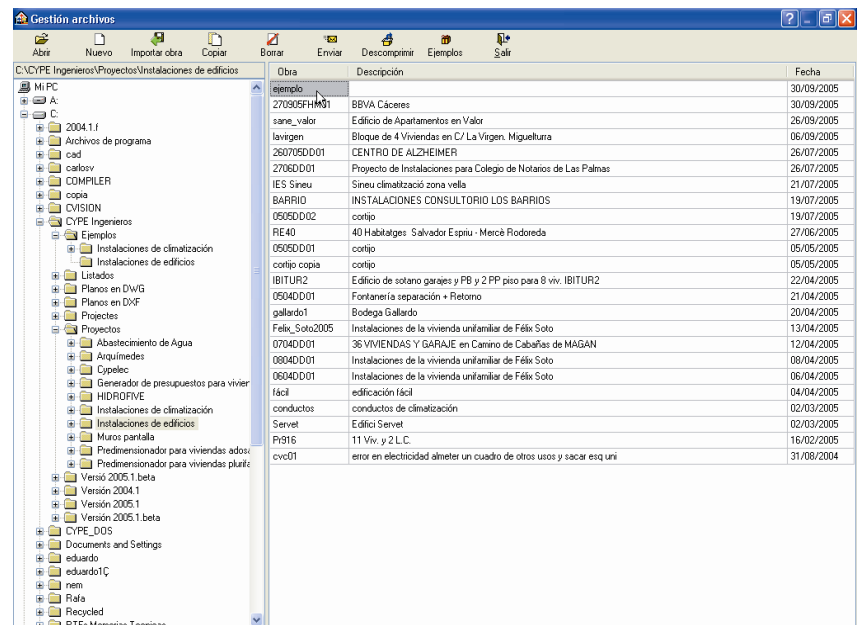 Gestión archivos
Abrir Nuevo Importar obra Copiar Borrar Enviar Descomprimir Ejemplos Salir
C:\CYPE Ingenieros\Proyectos\Instalaciones de edificios
Mi PC
A:
C:
2004.1.f
Archivos de programa
cad
carlosv
COMPILER
copia
CVISION
CYPE Ingenieros
Ejemplos
Instalaciones de climatización
Instalaciones de edificios
Listados
Planos en DWG
Planos en DXF
Projectes
Proyectos
Abastecimiento de Agua
Arquímedes
Cypelec
Generador de presupuestos para vivier
HIDROFIVE
Instalaciones de climatización
Instalaciones de edificios
Muros pantalla
Predimensionador para viviendas adosa
Predimensionador para viviendas plurifa
Versió 2005.1.beta
Versión 2004.1
Versión 2005.1
Versión 2005.1.beta
CYPE_DOS
Documents and Settings
eduardo
eduardo1Ç
nem
Rafa
Recycled
Obra Descripción Fecha
ejemplo 30/09/2005
270905FHM01 BBVA Cáceres 30/09/2005
sane_valor Edificio de Apartamentos en Valor 26/09/2005
lavirgen Bloque de 4 Viviendas en C/ La Virgen. Miguelturra 06/09/2005
260705DD01 CENTRO DE ALZHEIMER 26/07/2005
2706DD01 Proyecto de Instalaciones para Colegio de Notarios de Las Palmas 26/07/2005
IES Sineu Sineu climatització zona vella 21/07/2005
BARRIO INSTALACIONES CONSULTORIO LOS BARRIOS 19/07/2005
0505DD02 cortijo 19/07/2005
RE40 40 Habitatges Salvador Espriu - Mercè Rodoreda 27/06/2005
0505DD01 cortijo 05/05/2005
cortijo copia cortijo 05/05/2005
IBITUR2 Edificio de sotano garajes y PB y 2 PP piso para 8 viv. IBITUR2 22/04/2005
0504DD01 Fontanería separación + Retorno 21/04/2005
gallardo1 Bodega Gallardo 20/04/2005
Felix_Soto2005 Instalaciones de la vivienda unifamiliar de Félix Soto 13/04/2005
0704DD01 36 VIVIENDAS Y GARAJE en Camino de Cabañas de MAGAN 12/04/2005
0804DD01 Instalaciones de la vivienda unifamiliar de Félix Soto 08/04/2005
0604DD01 Instalaciones de la vivienda unifamiliar de Félix Soto 06/04/2005
fácil edificación fácil 04/04/2005
conductos conductos de climatización 02/03/2005
Servet Edifici Servet 02/03/2005
Pr916 11 Viv. y 2 L.C. 16/02/2005
cvc01 error en electricidad almeter un cuadro de otros usos y sacar esq uni 31/08/2004